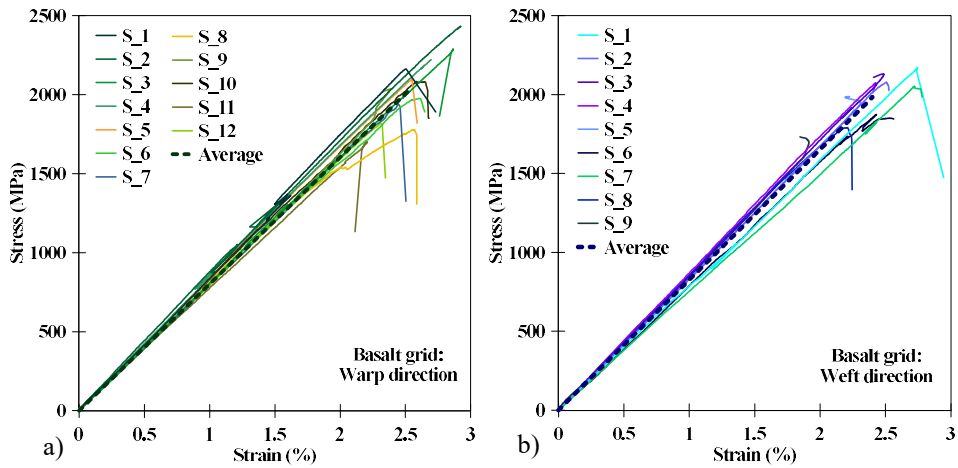 2500
2000
1500
1000
500
0
Stress (MPa)
S_1
S_2
S_3
S_4
S_5
S_6
S_7
S_8
S_9
S_10
S_11
S_12
Average
Basalt grid:
Warp direction
0 0.5 1 1.5 2 2.5 3
Strain (%)
a)
2500
2000
1500
1000
500
0
Stress (MPa)
S_1
S_2
S_3
S_4
S_5
S_6
S_7
S_8
S_9
Average
Basalt grid:
Weft direction
0 0.5 1 1.5 2 2.5 3
Strain (%)
b)